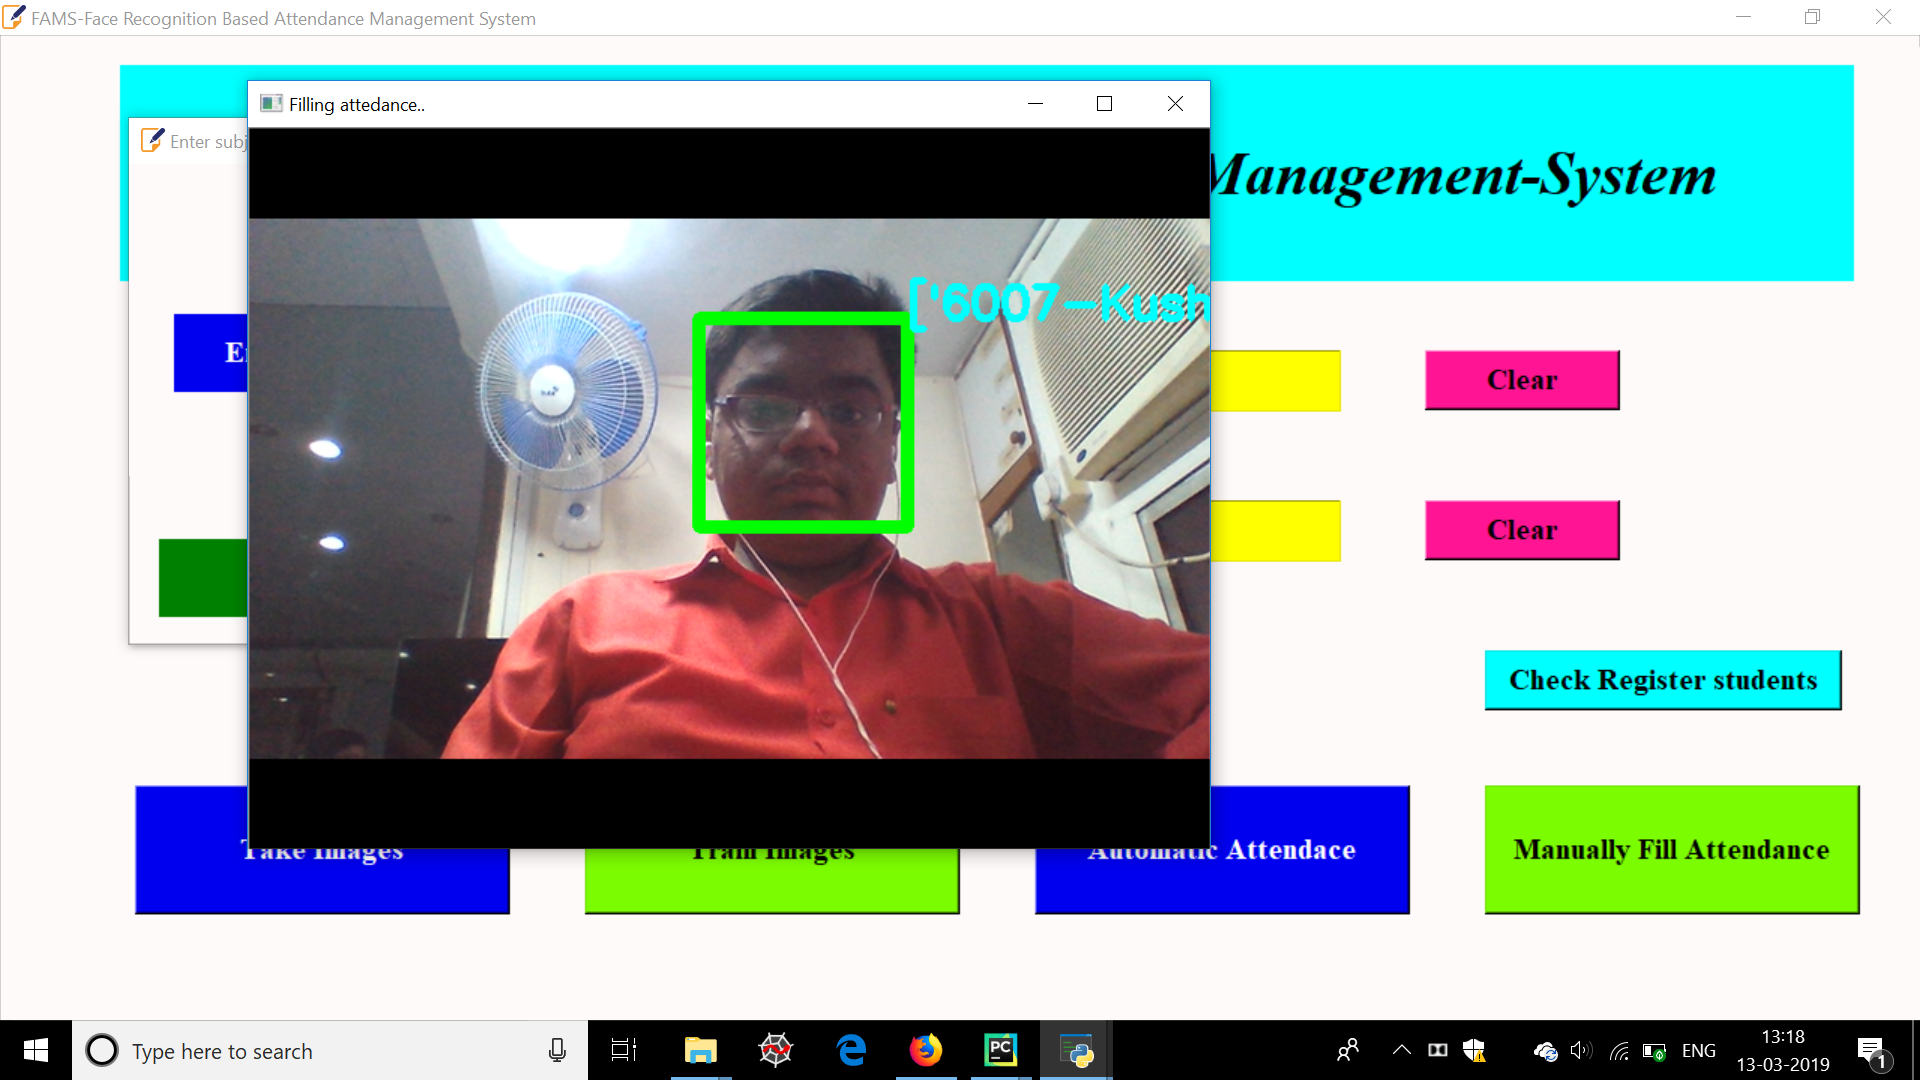 FAMS-Face Recognition Based Attendance Management System
Filling attedance..
Enter subj
Management-System
['6007-Kush
E
Clear
Clear
Check Register students
Take Images
Train Images
Automatic Attendace
Manually Fill Attendance
Type here to search
PC
ENG
13:18
13-03-2019
1